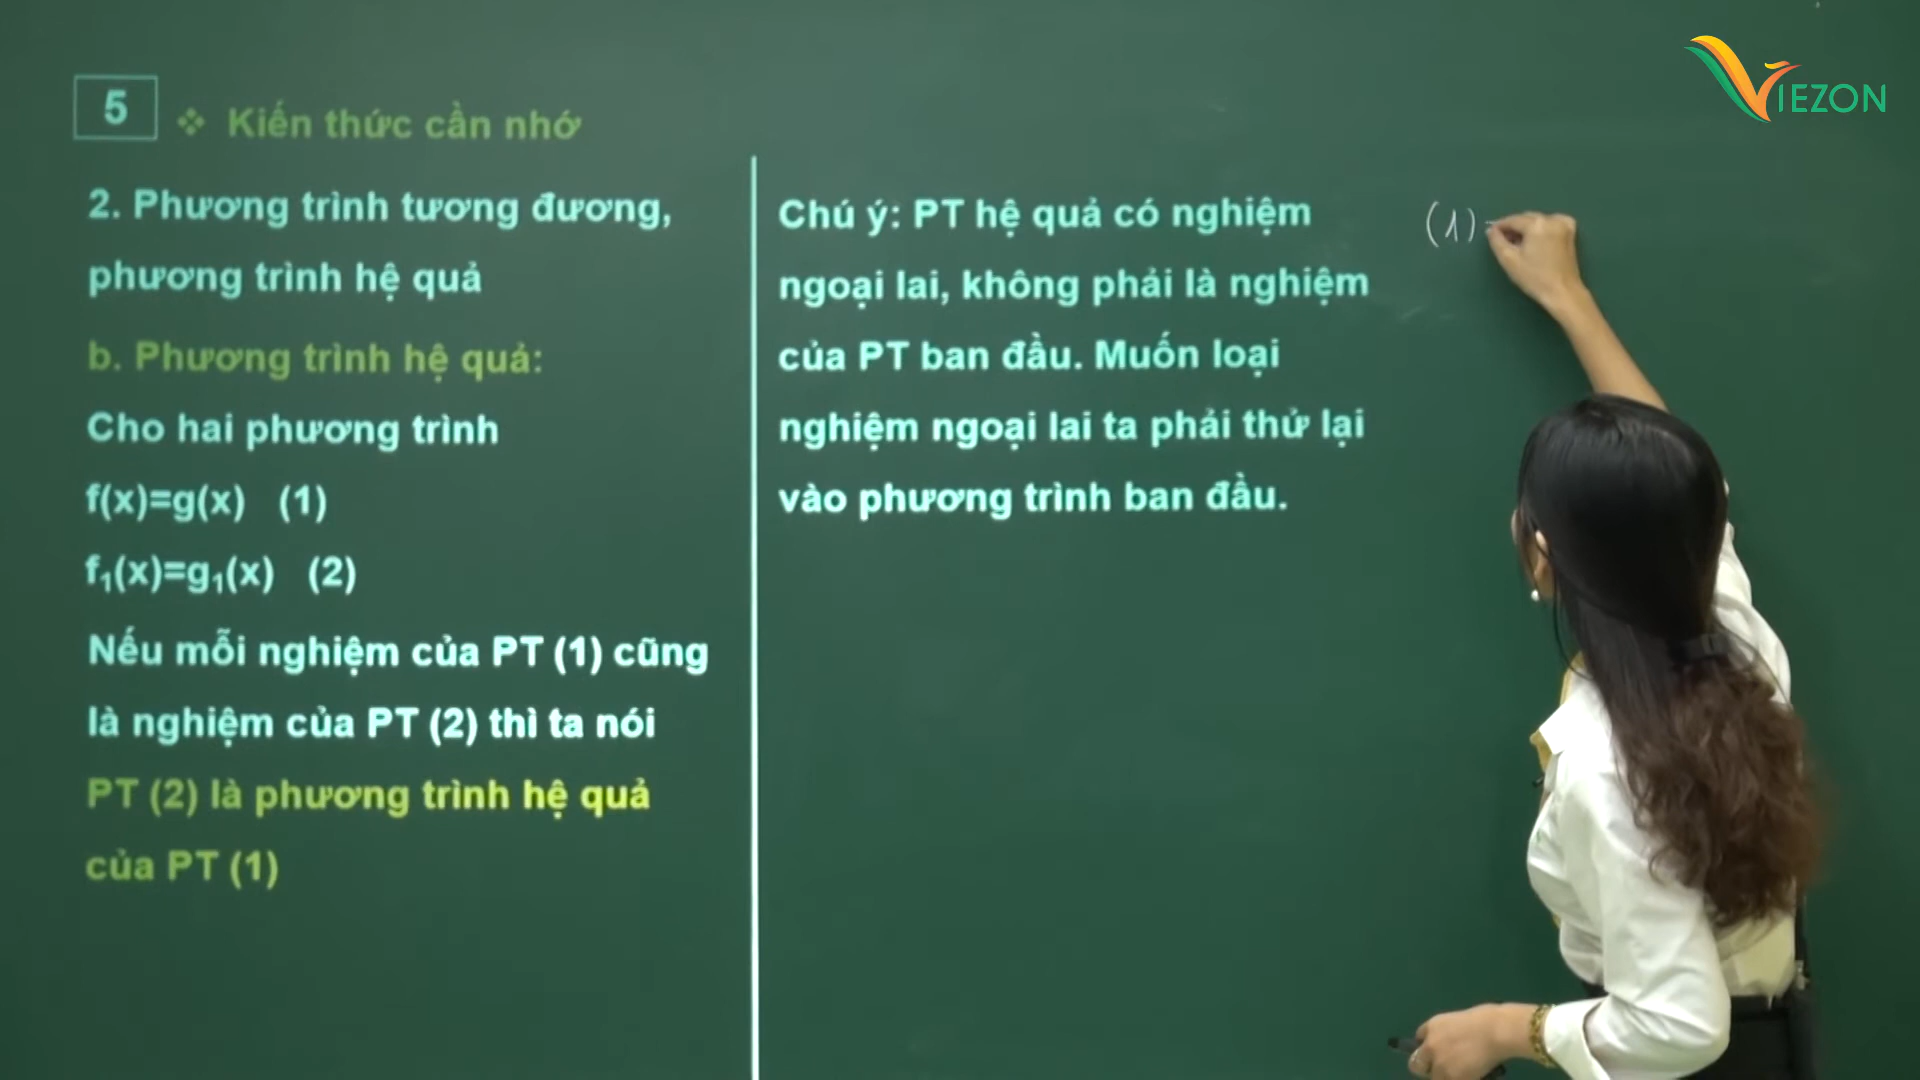 VIEZON
5
❖ Kiến thức cần nhớ
2. Phương trình tương đương,
phương trình hệ quả
b. Phương trình hệ quả:
Cho hai phương trình
f(x)=g(x) (1)
f₁(x)=g₁(x) (2)
Nếu mỗi nghiệm của PT (1) cũng
là nghiệm của PT (2) thì ta nói
PT (2) là phương trình hệ quả
của PT (1)
Chú ý: PT hệ quả có nghiệm
ngoại lai, không phải là nghiệm
của PT ban đầu. Muốn loại
nghiệm ngoại lai ta phải thử lại
vào phương trình ban đầu.
(1)